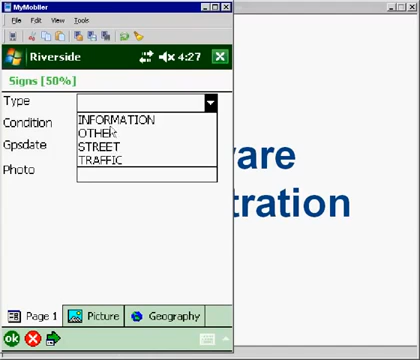 MyMobiler
File Edit View Tools
Riverside 4:27
Signs [50%]
Type
INFORMATION
Condition
OTHER
Gpsdate
STREET
TRAFFIC
Photo
ware
tration
Page 1 Picture Geography
ok